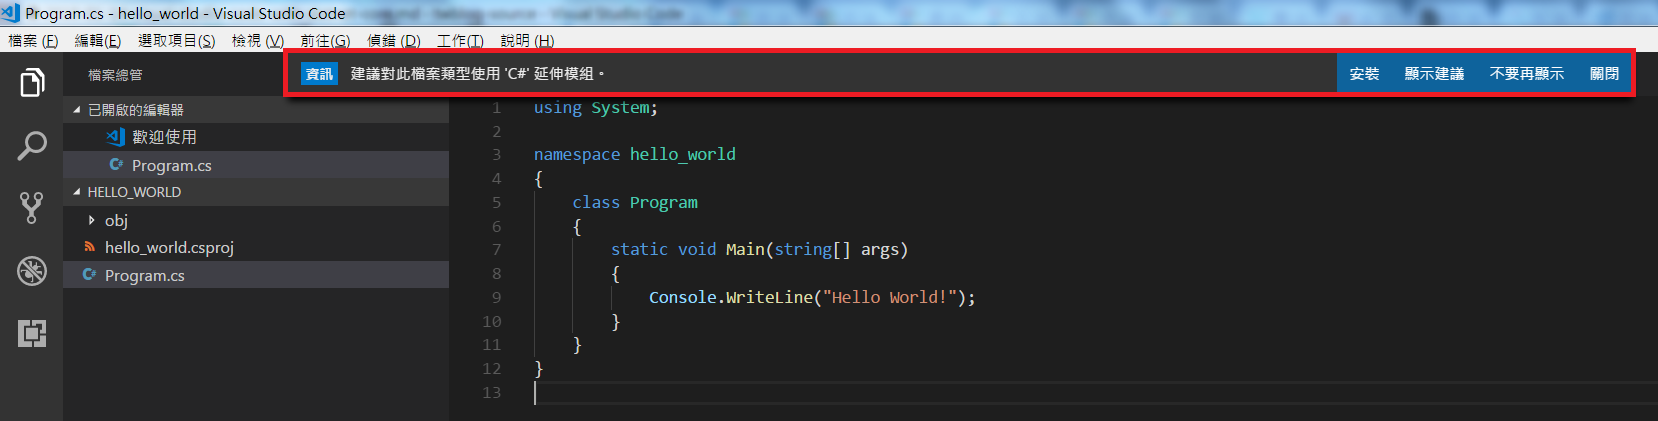 Program.cs - hello_world - Visual Studio Code
檔案 (F) 編輯(E) 選取項目(S) 檢視 (V) 前往(G) 偵錯 (D) 工作(T) 說明 (H)
檔案總管
資訊 建議對此檔案類型使用 'C#' 延伸模組。 安裝 顯示建議 不要再顯示 關閉
已開啟的編輯器
歡迎使用
C# Program.cs
HELLO_WORLD
obj
hello_world.csproj
C# Program.cs
1 using System;
2
3 namespace hello_world
4 {
5 class Program
6 {
7 static void Main(string[] args)
8 {
9 Console.WriteLine("Hello World!");
10 }
11 }
12 }
13